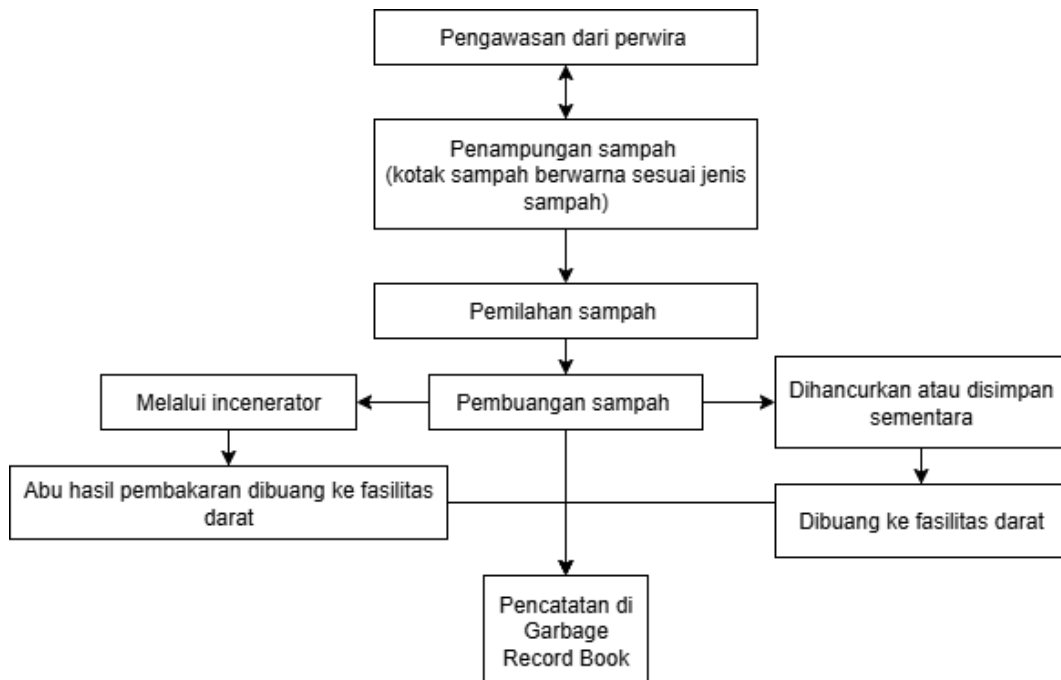 Pengawasan dari perwira
Penampungan sampah
(kotak sampah berwarna sesuai jenis
sampah)
Pemilahan sampah
Melalui incenerator
Pembuangan sampah
Dihancurkan atau disimpan
sementara
Abu hasil pembakaran dibuang ke fasilitas
darat
Dibuang ke fasilitas darat
Pencatatan di
Garbage
Record Book